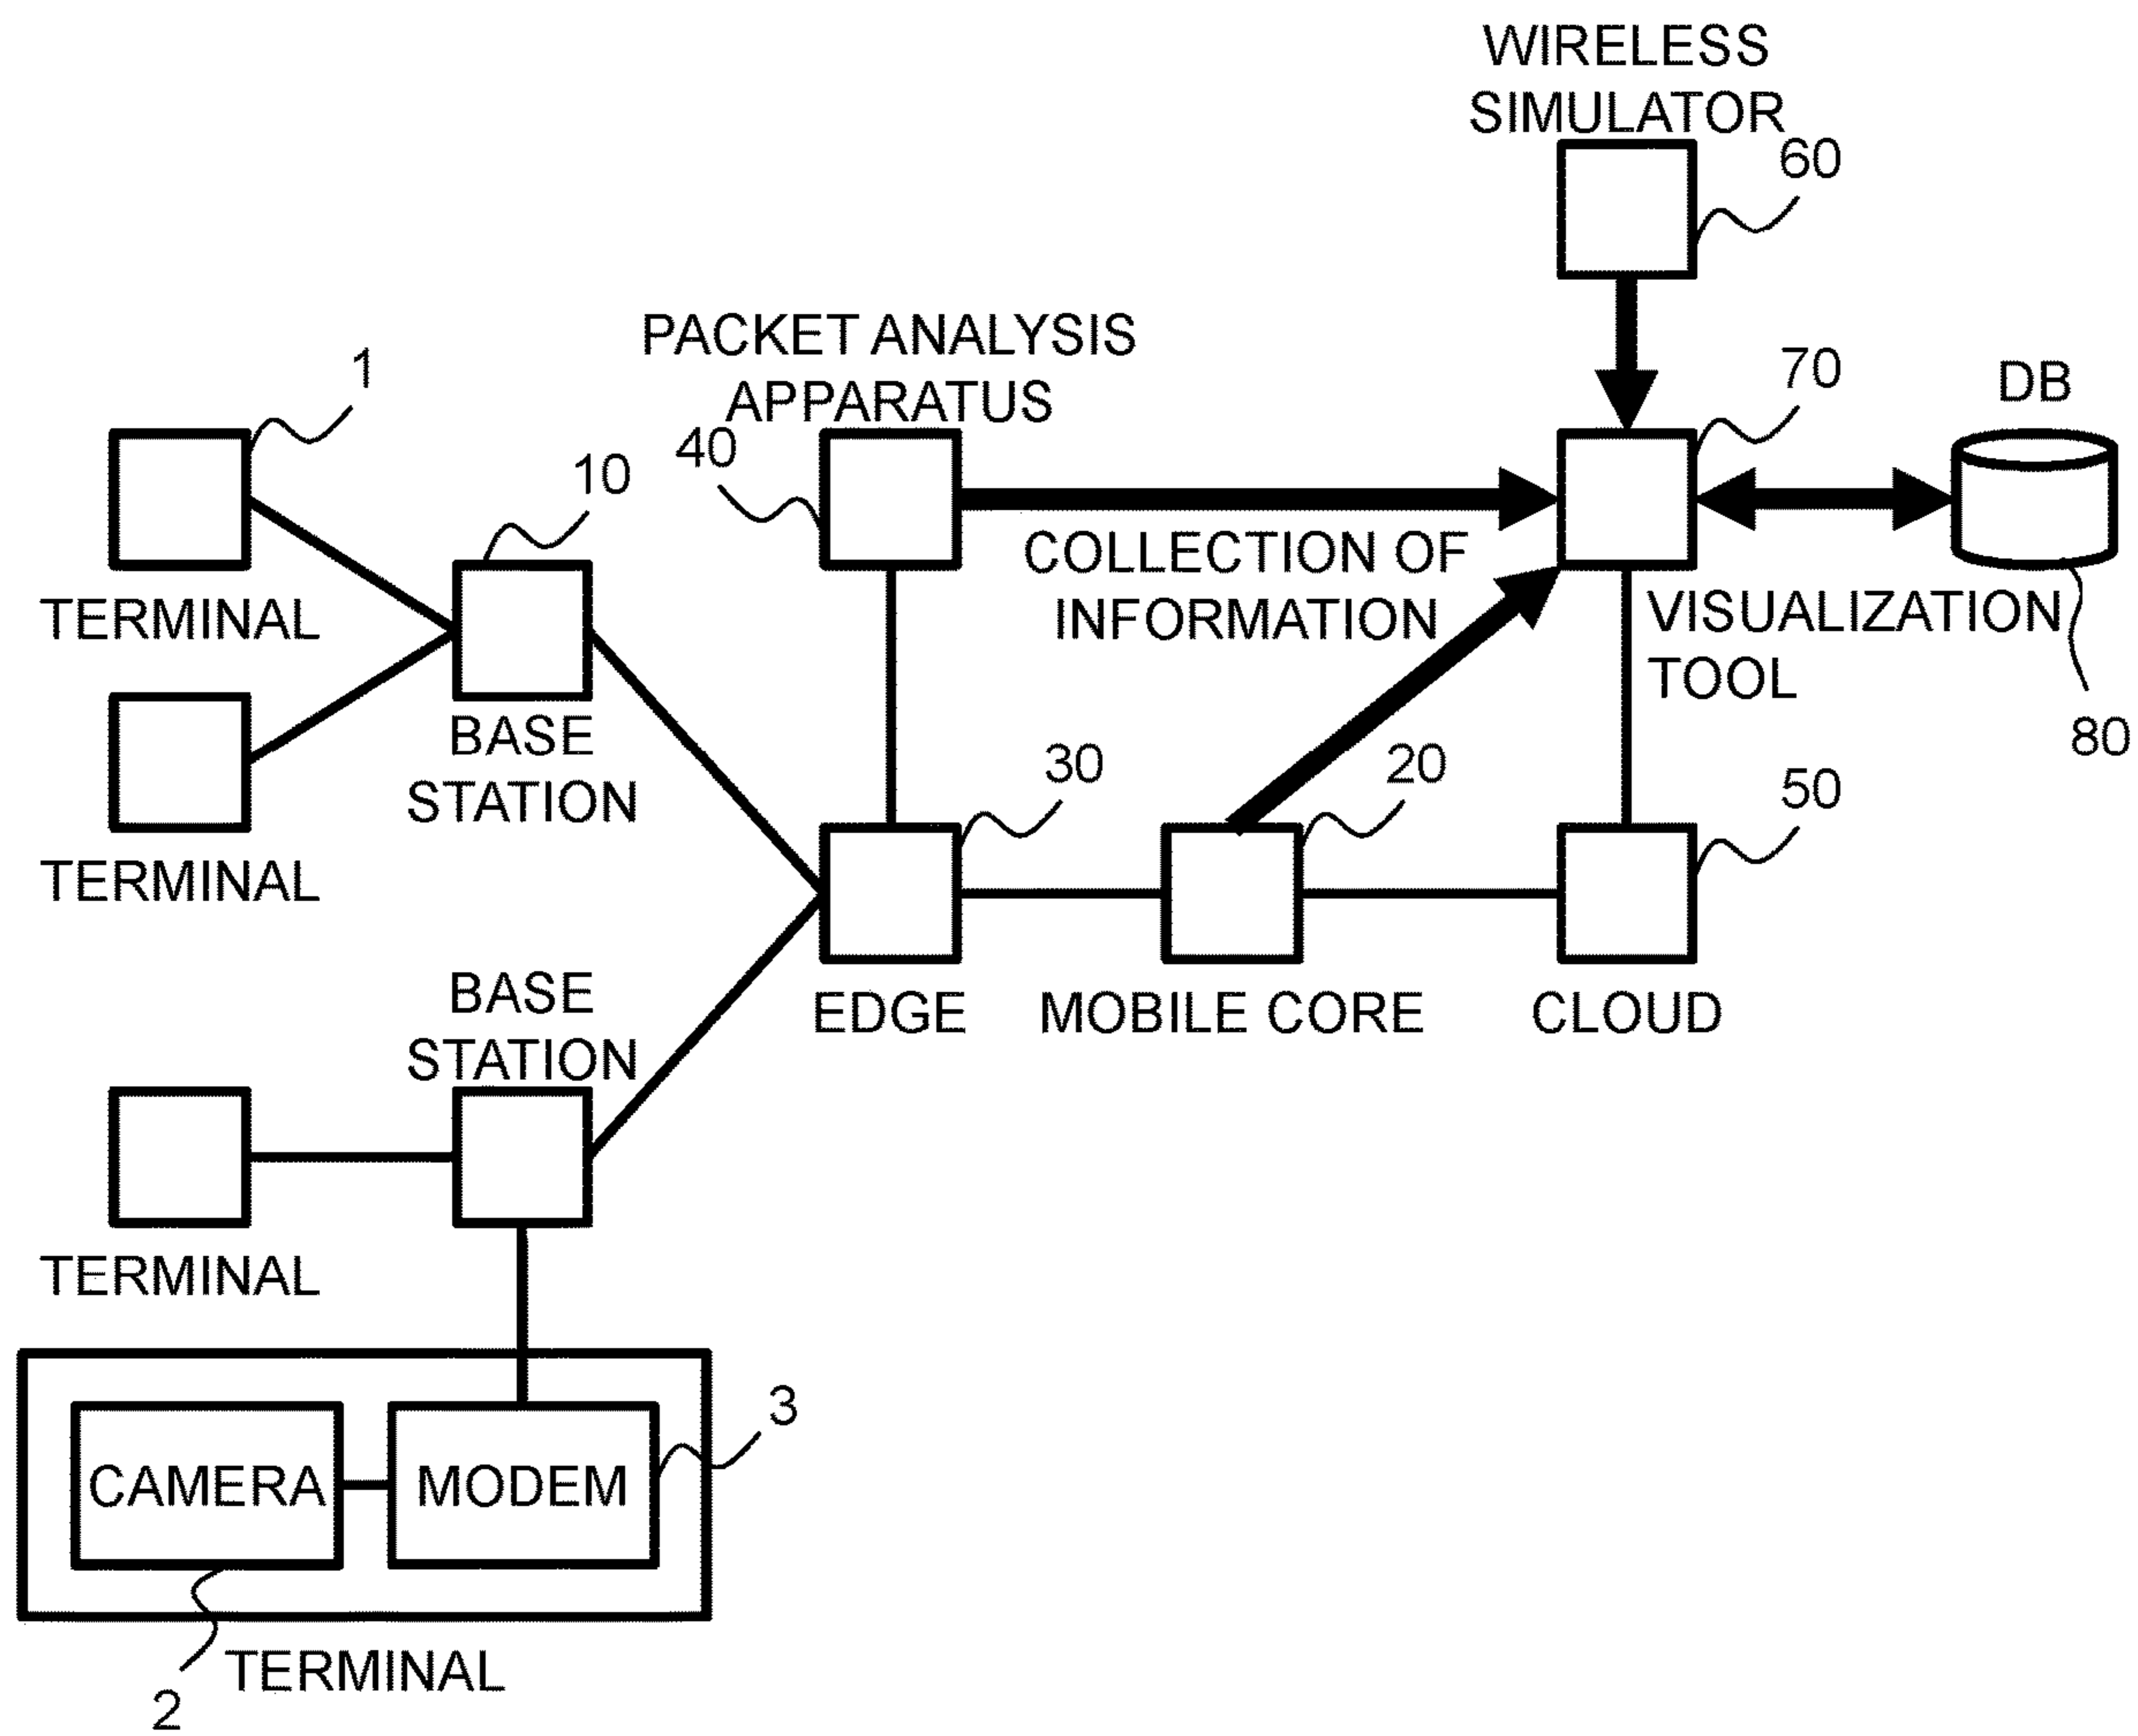 WIRELESS
SIMULATOR
60
PACKET ANALYSIS
APPARATUS
40
1
TERMINAL
10
BASE
STATION
TERMINAL
COLLECTION OF
INFORMATION
70
DB
VISUALIZATION
TOOL
80
30
EDGE
20
MOBILE CORE
50
CLOUD
BASE
STATION
TERMINAL
CAMERA
MODEM
3
2
TERMINAL